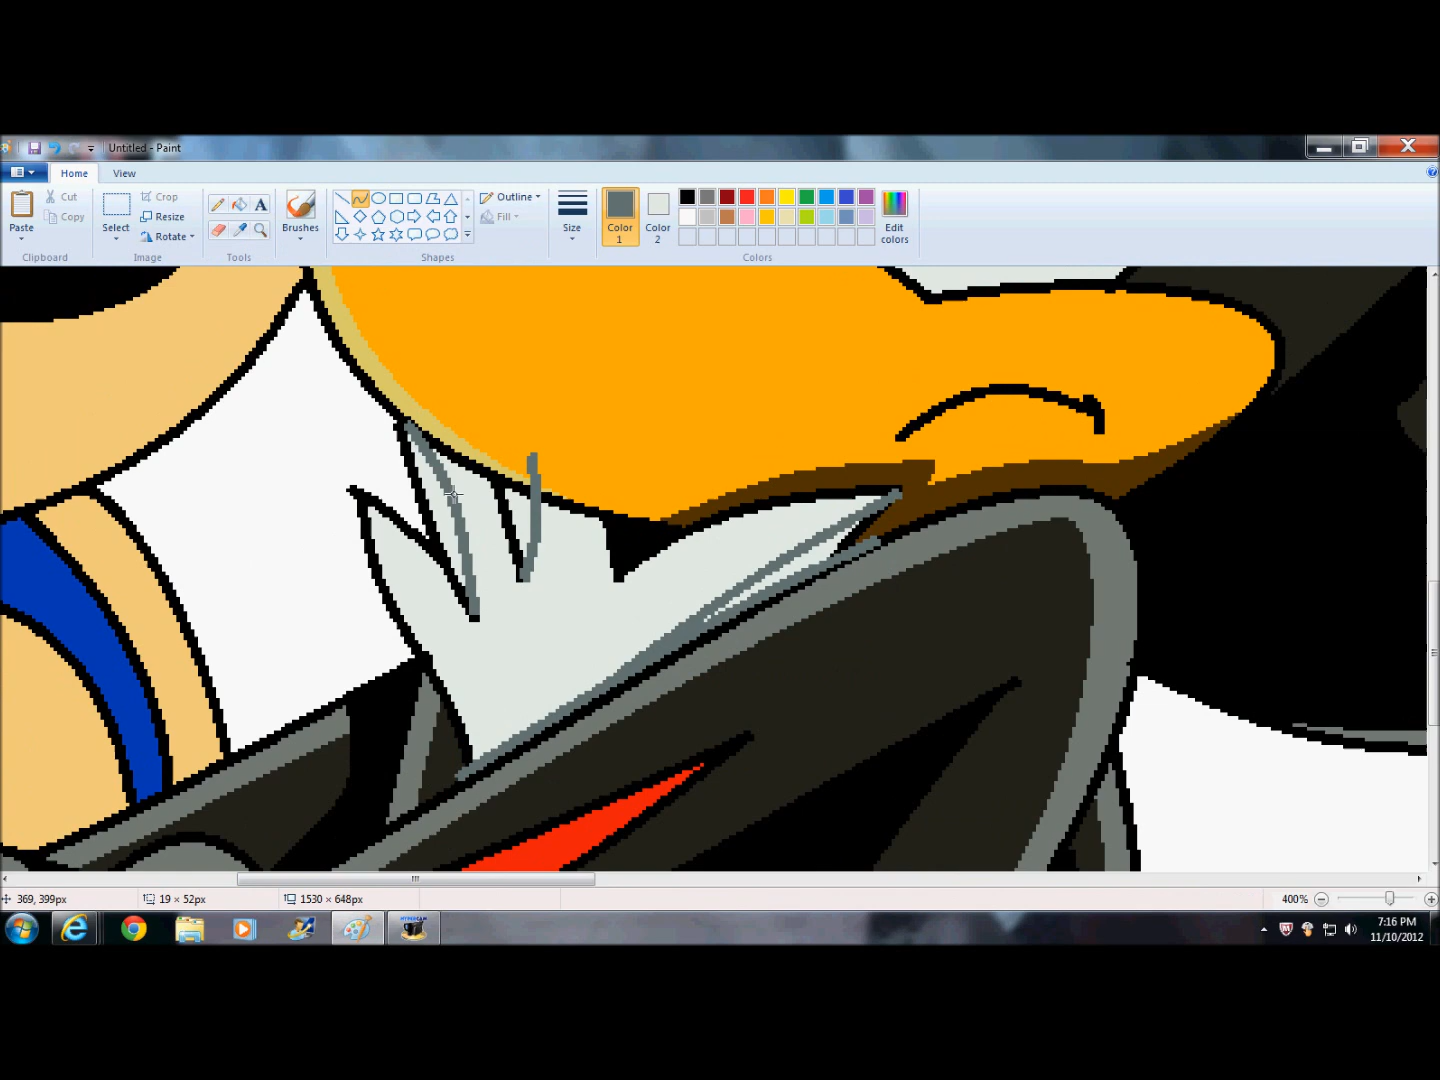 Untitled - Paint
Home View
Paste
Cut
Copy
Clipboard
Select
Crop
Resize
Rotate
Image
A
Tools
Brushes
Outline
Fill
Shapes
Size
Color 1
Color 2
Edit colors
Colors
369, 399px
19 × 52px
1530 × 648px
400%
HYPERCAM
7:16 PM
11/10/2012